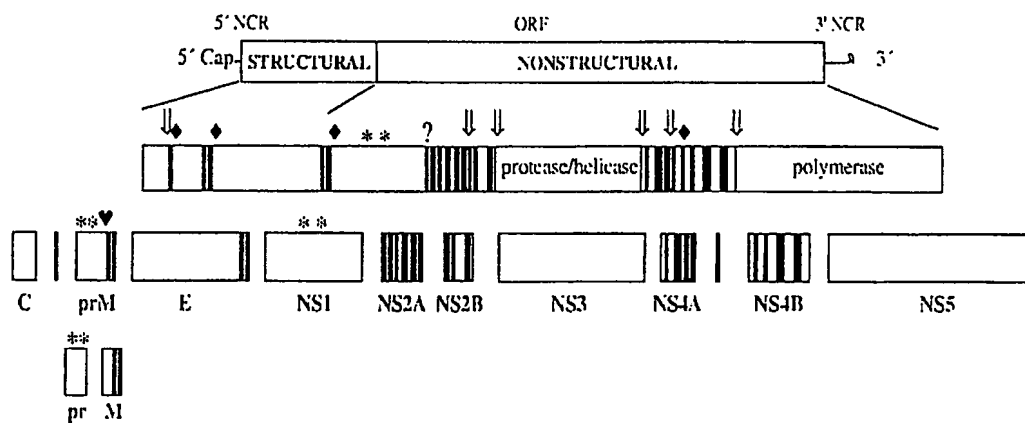 5´ NCR ORF 3´ NCR
5´ Cap STRUCTURAL NONSTRUCTURAL 3´
** ?
protease/helicase polymerase
** **
C prM E NS1 NS2A NS2B NS3 NS4A NS4B NS5
**
pr M